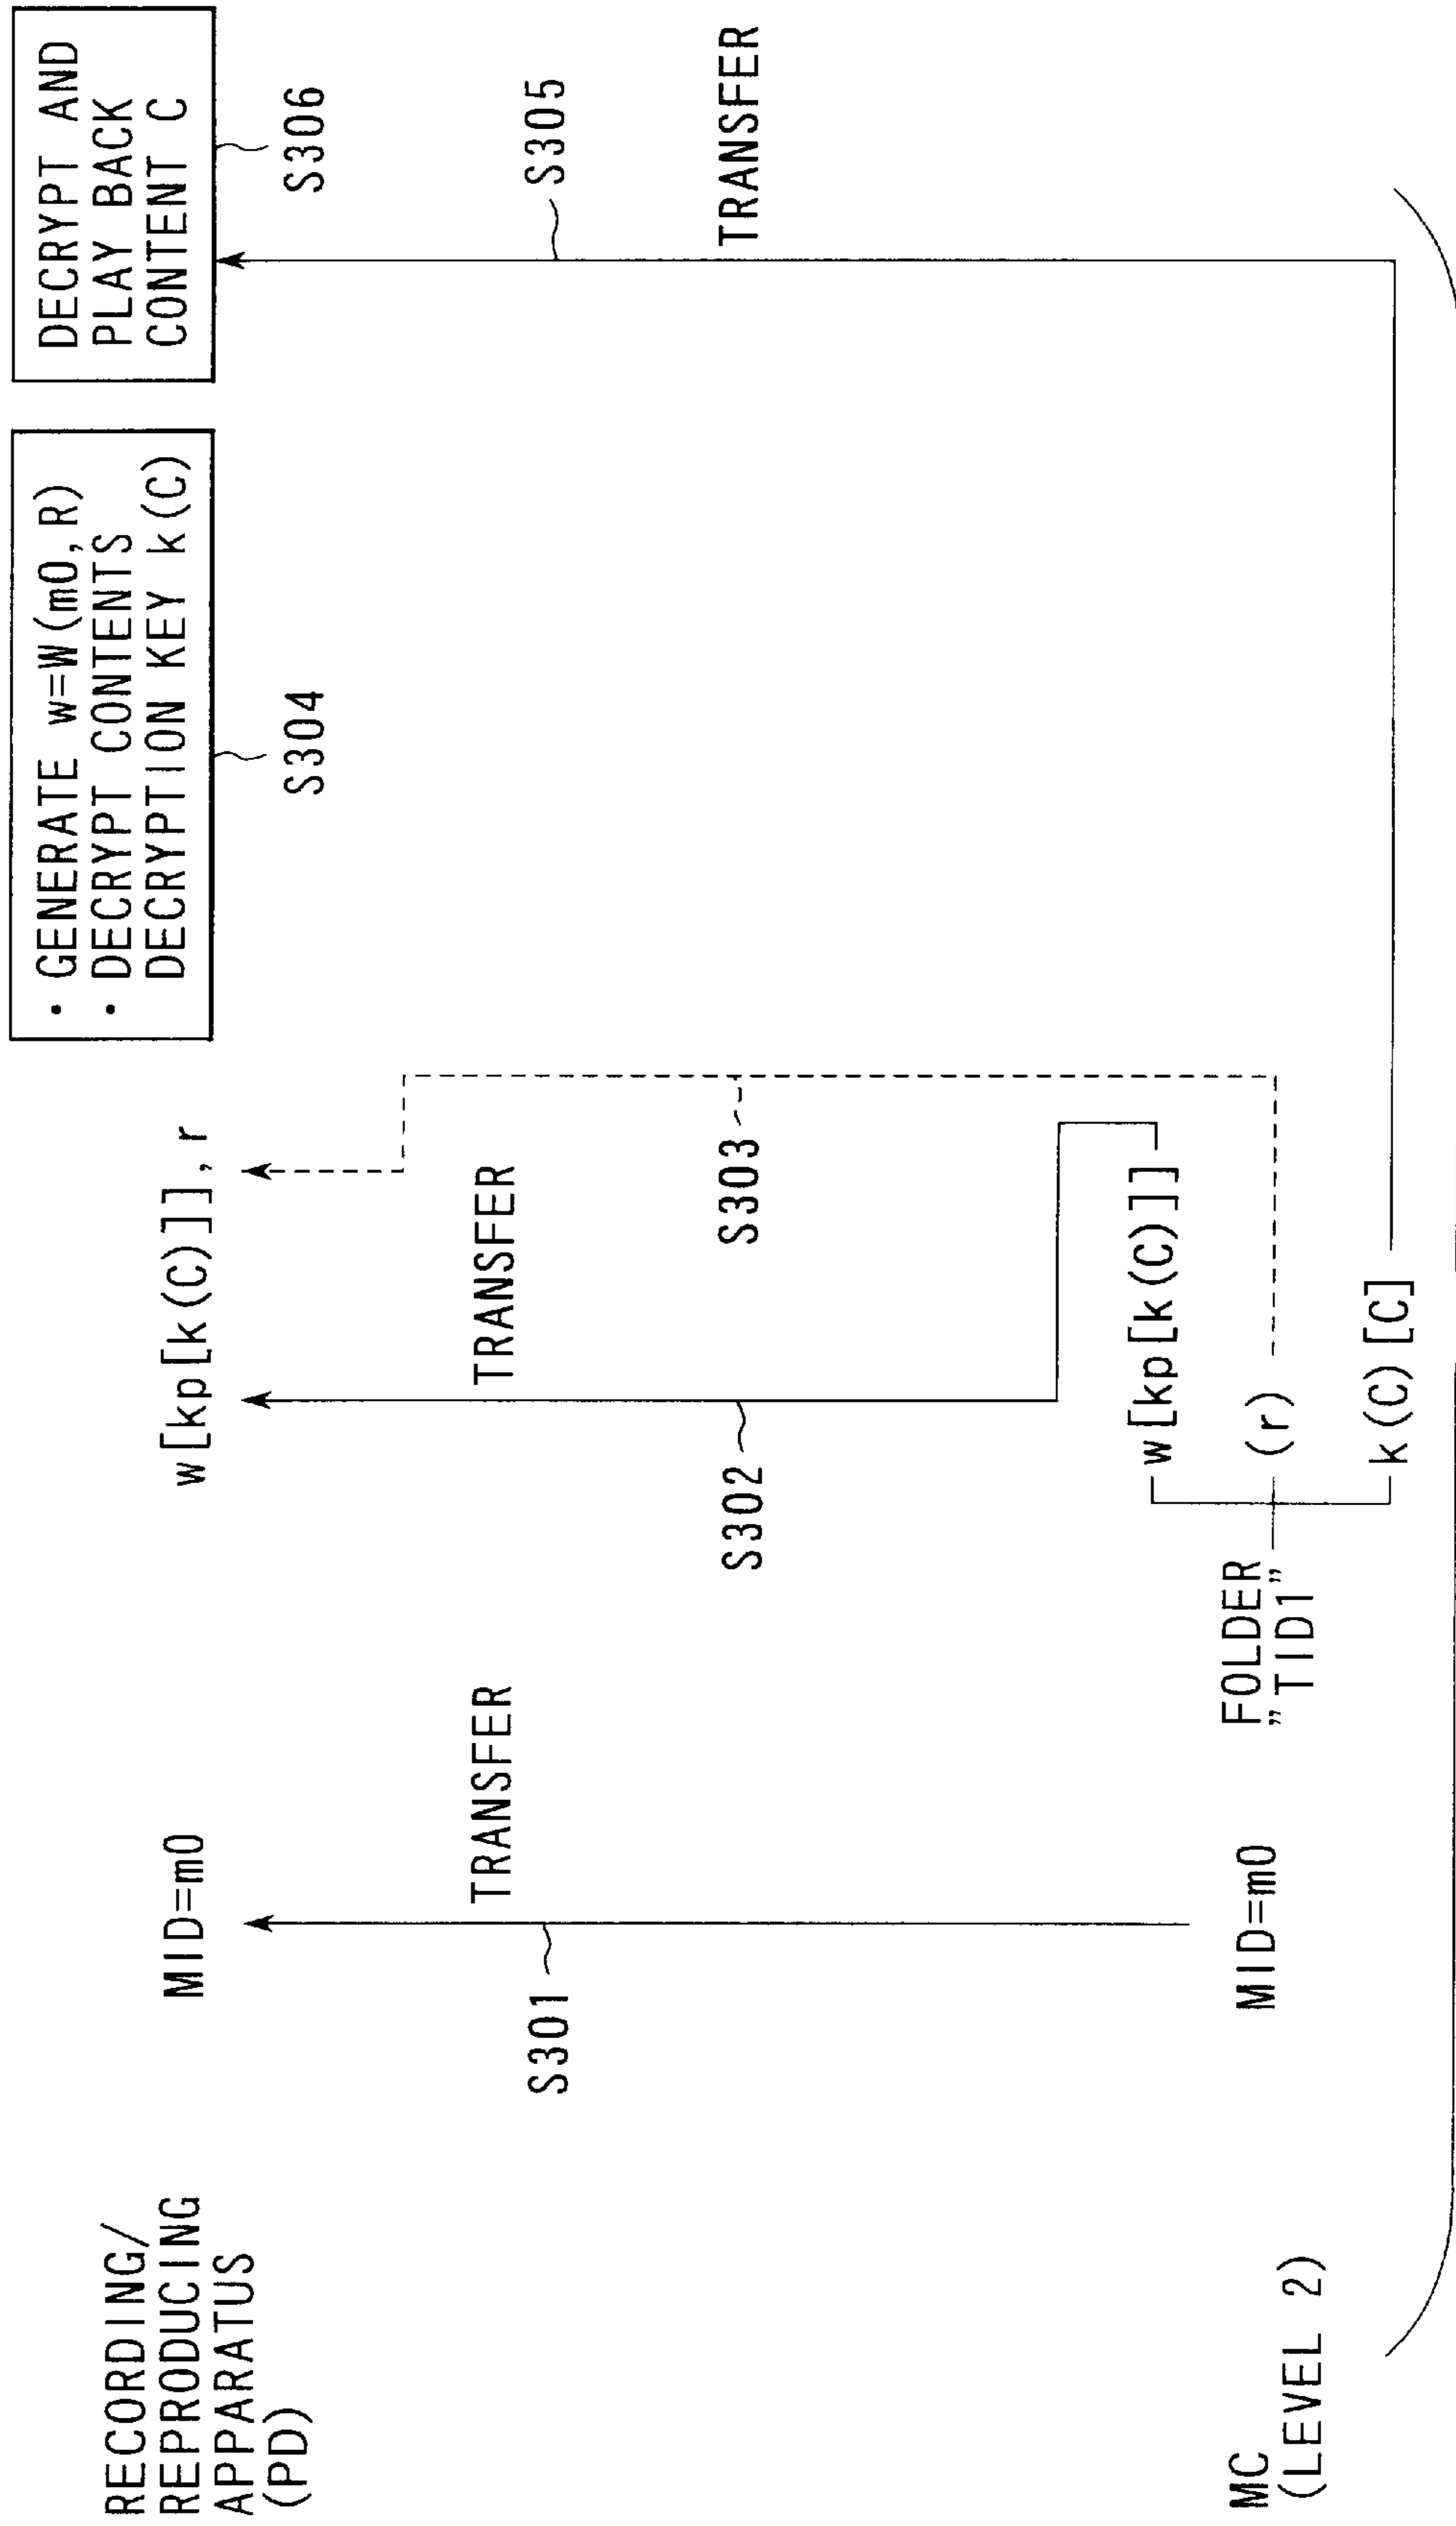 RECORDING/
REPRODUCING
APPARATUS
(PD)
MID=m0
w[kp[k(C)]],r
• GENERATE w=W(m0,R)
• DECRYPT CONTENTS
DECRYPTION KEY k(C)
DECRYPT AND
PLAY BACK
CONTENT C
S304
S306
TRANSFER
S301
TRANSFER
S302
S303
S305
TRANSFER
MC
(LEVEL 2)
MID=m0
FOLDER
"TID1"
w[kp[k(C)]]
(r)
k(C)[C]